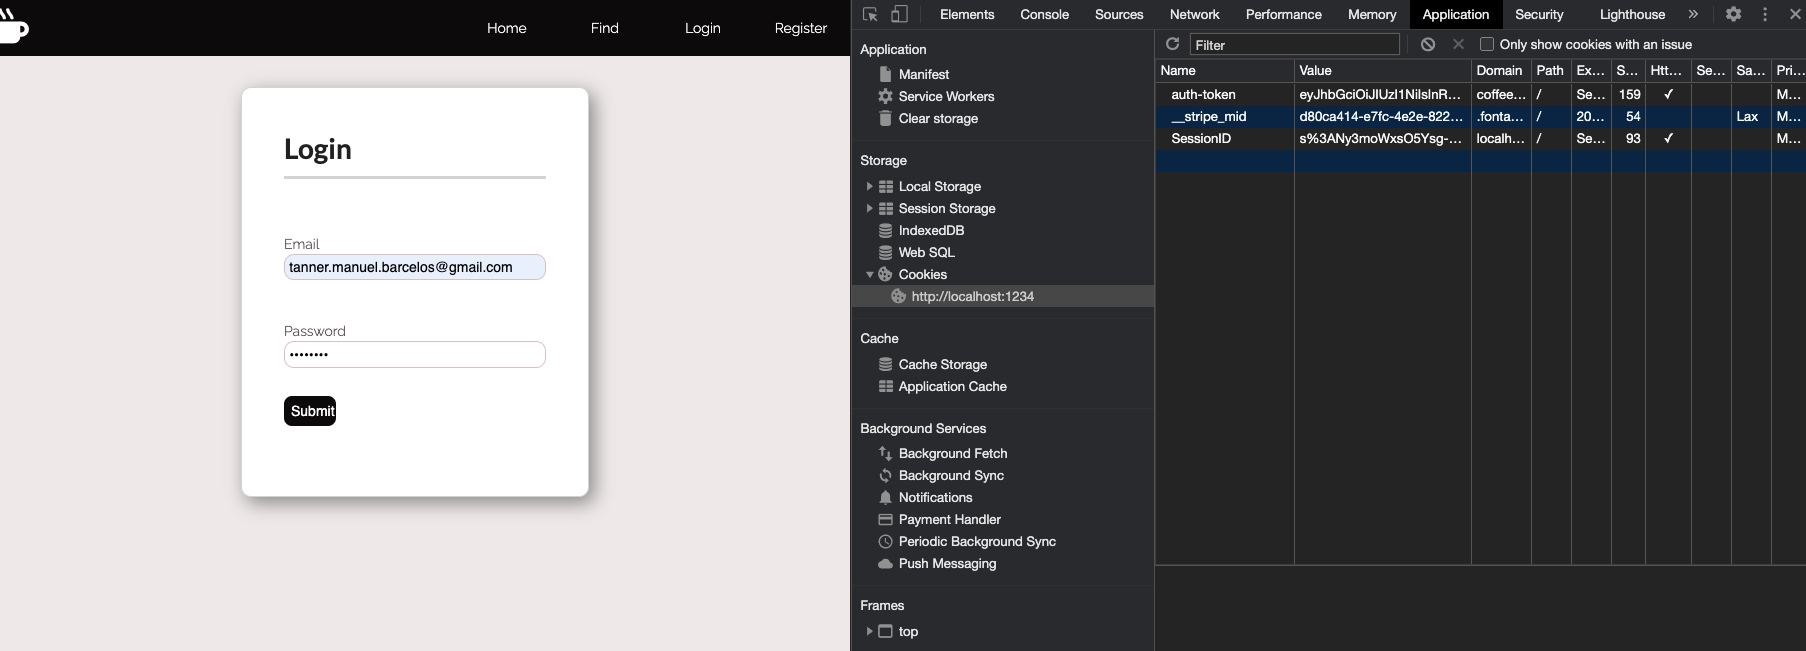 Home Find Login Register
Login
Email
tanner.manuel.barcelos@gmail.com
Password
Submit
Elements Console Sources Network Performance Memory Application Security Lighthouse
Application
Manifest
Service Workers
Clear storage
Storage
Local Storage
Session Storage
IndexedDB
Web SQL
Cookies
http://localhost:1234
Cache
Cache Storage
Application Cache
Background Services
Background Fetch
Background Sync
Notifications
Payment Handler
Periodic Background Sync
Push Messaging
Frames
top
Filter Only show cookies with an issue
Name Value Domain Path Ex... S... Htt... Se... Sa... Pri...
auth-token eyJhbGciOiJIUzI1NiIsInR... coffee... / Se... 159 ✓ M...
__stripe_mid d80ca414-e7fc-4e2e-822... .fonta... / 20... 54 Lax M...
SessionID s%3ANy3moWxsO5Ysg-... localh... / Se... 93 ✓ M...